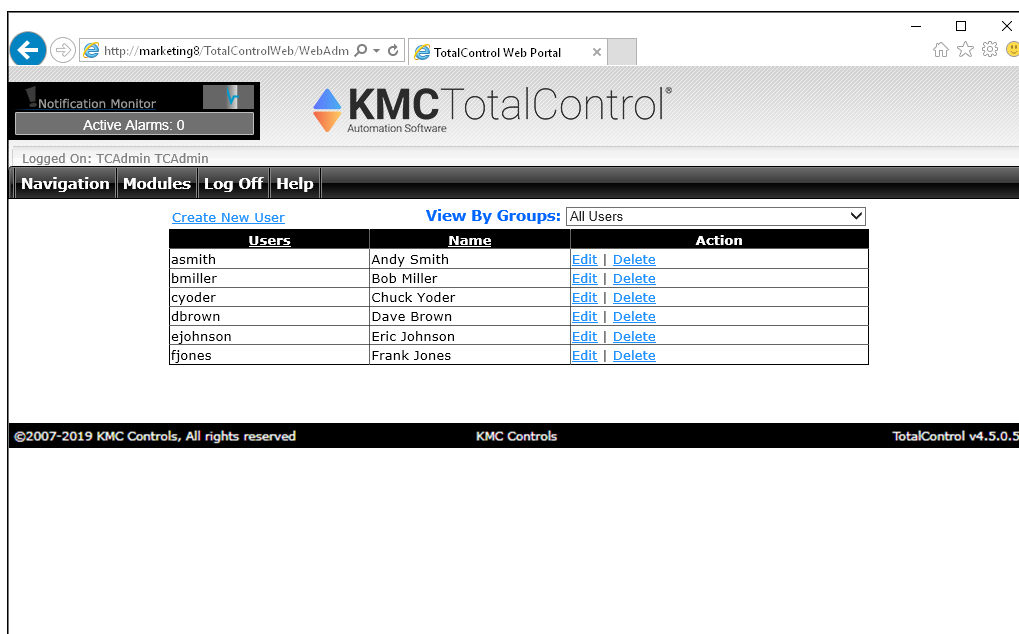 http://marketing8/TotalControlWeb/WebAdm
TotalControl Web Portal
Notification Monitor
Active Alarms: 0
KMCTotalControl®
Automation Software
Logged On: TCAdmin TCAdmin
Navigation Modules Log Off Help
Create New User View By Groups: All Users
Users Name Action
asmith Andy Smith Edit | Delete
bmiller Bob Miller Edit | Delete
cyoder Chuck Yoder Edit | Delete
dbrown Dave Brown Edit | Delete
ejohnson Eric Johnson Edit | Delete
fjones Frank Jones Edit | Delete
©2007-2019 KMC Controls, All rights reserved KMC Controls TotalControl v4.5.0.5